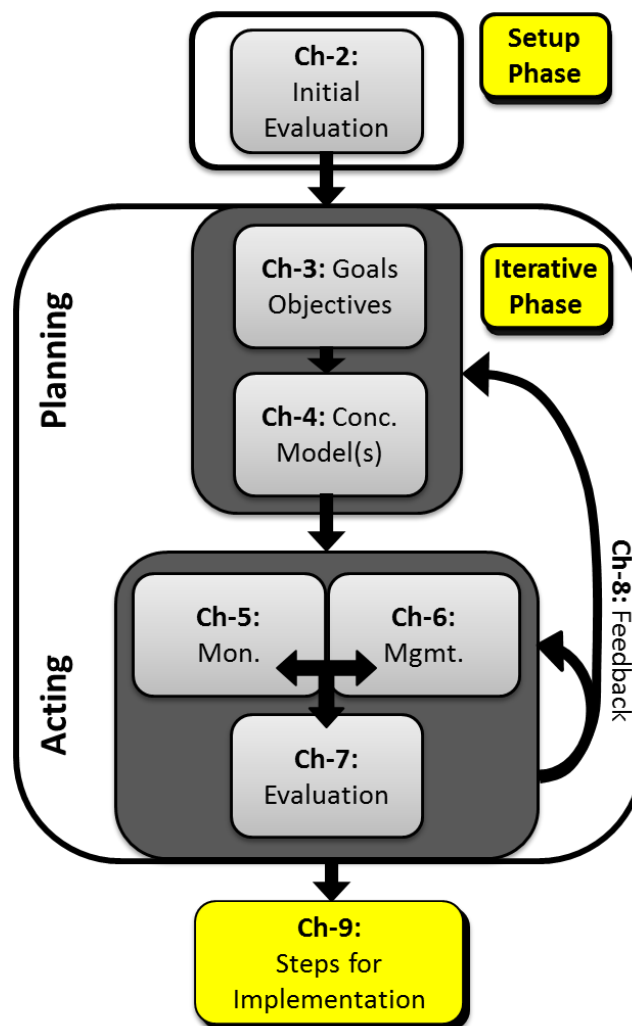 Ch-2:
Initial
Evaluation
Setup
Phase
Planning
Ch-3: Goals
Objectives
Iterative
Phase
Ch-4: Conc.
Model(s)
Acting
Ch-5:
Mon.
Ch-6:
Mgmt.
Ch-7:
Evaluation
Ch-8: Feedback
Ch-9:
Steps for
Implementation